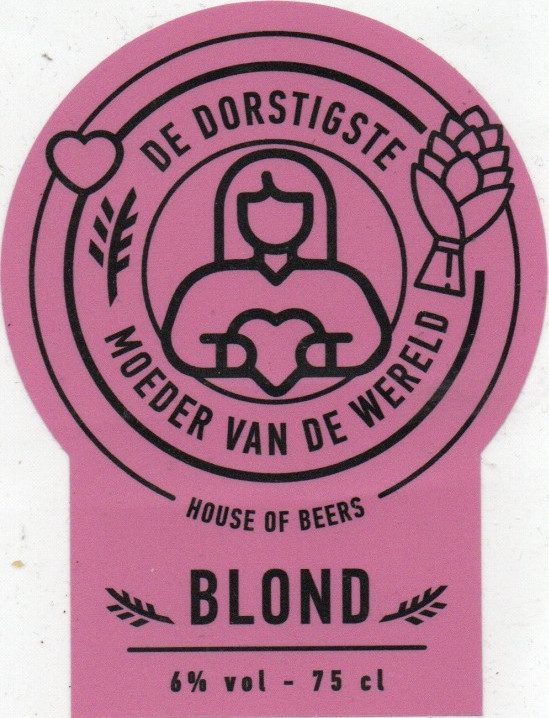 DE DORSTIGSTE
MOEDER VAN DE WERELD
HOUSE OF BEERS
BLOND
6% vol - 75 cl